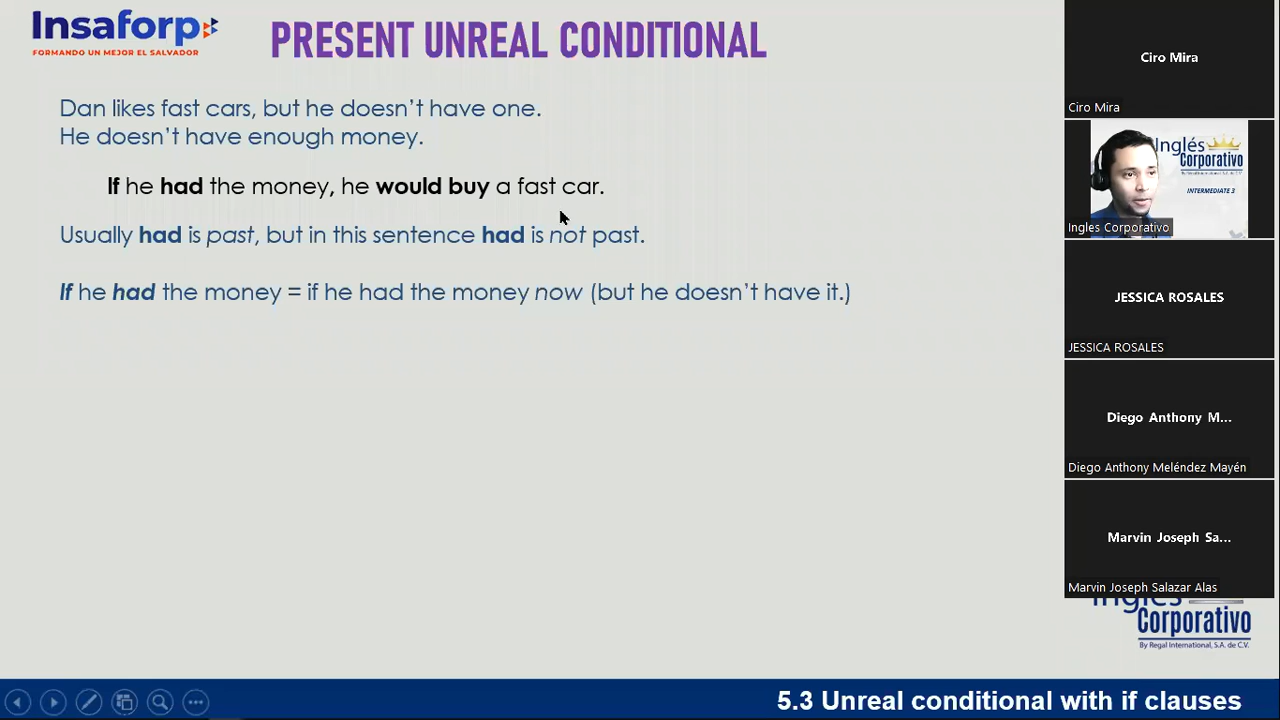 Insaforp
FORMANDO UN MEJOR EL SALVADOR
PRESENT UNREAL CONDITIONAL
Dan likes fast cars, but he doesn't have one.
He doesn't have enough money.
If he had the money, he would buy a fast car.
Usually had is past, but in this sentence had is not past.
If he had the money = if he had the money now (but he doesn't have it.)
Ciro Mira
Ciro Mira
Inglés
Corporativo
INTERMEDIATE 3
Ingles Corporativo
JESSICA ROSALES
JESSICA ROSALES
Diego Anthony M...
Diego Anthony Meléndez Mayén
Marvin Joseph Sa...
Marvin Joseph Salazar Alas
Inglés
Corporativo
By Regal International, S.A. de C.V.
5.3 Unreal conditional with if clauses